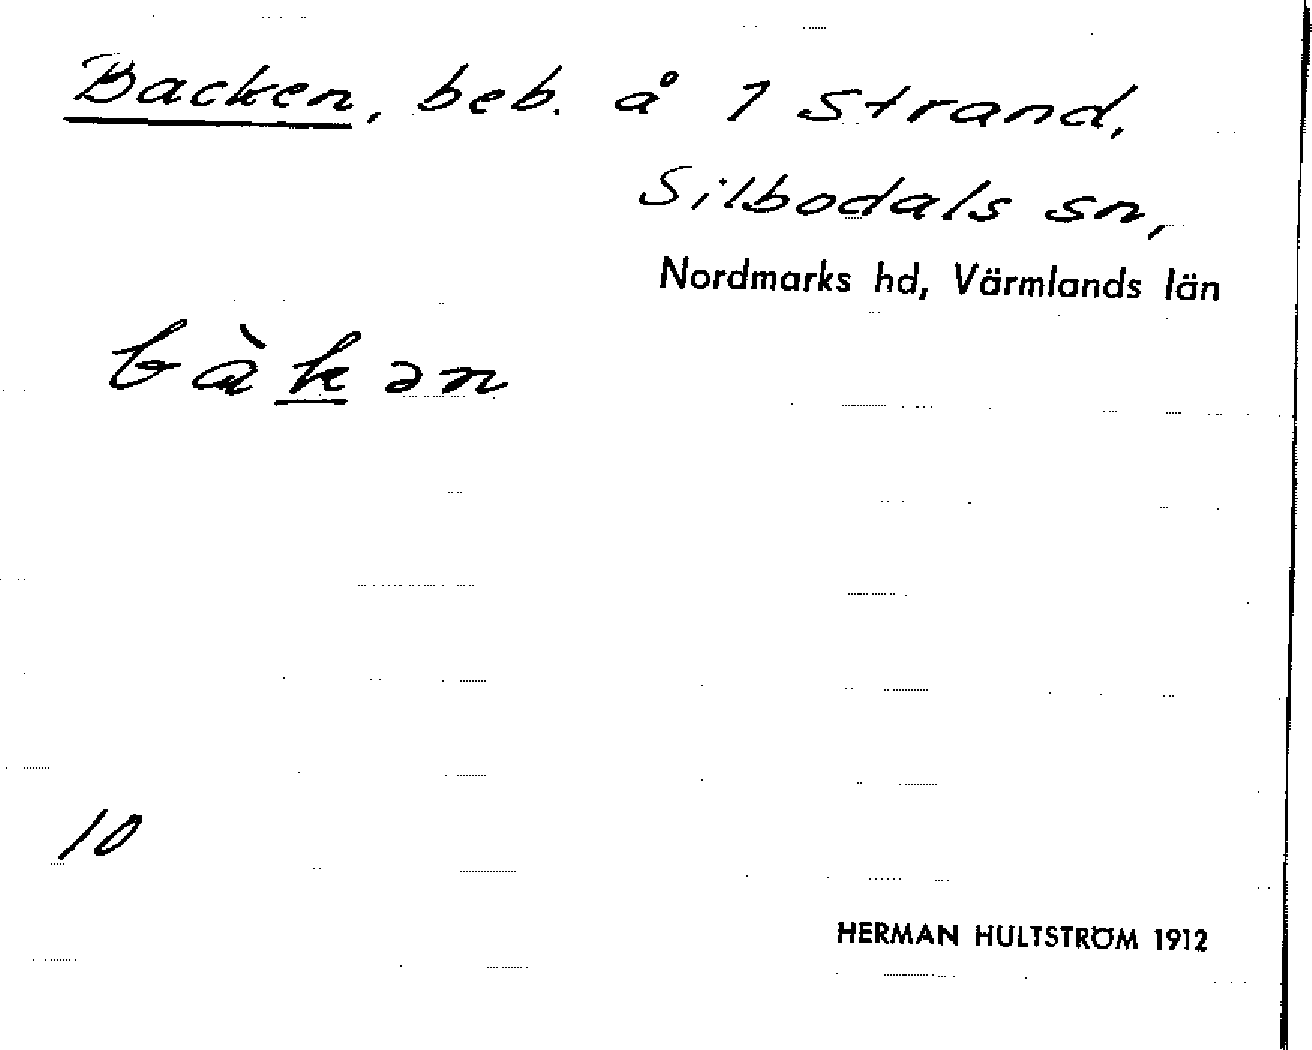 Backen, beb. å 1 Strand,
Silbodals sn,
Nordmarks hd, Värmlands län
bàkən
10
HERMAN HULTSTRÖM 1912